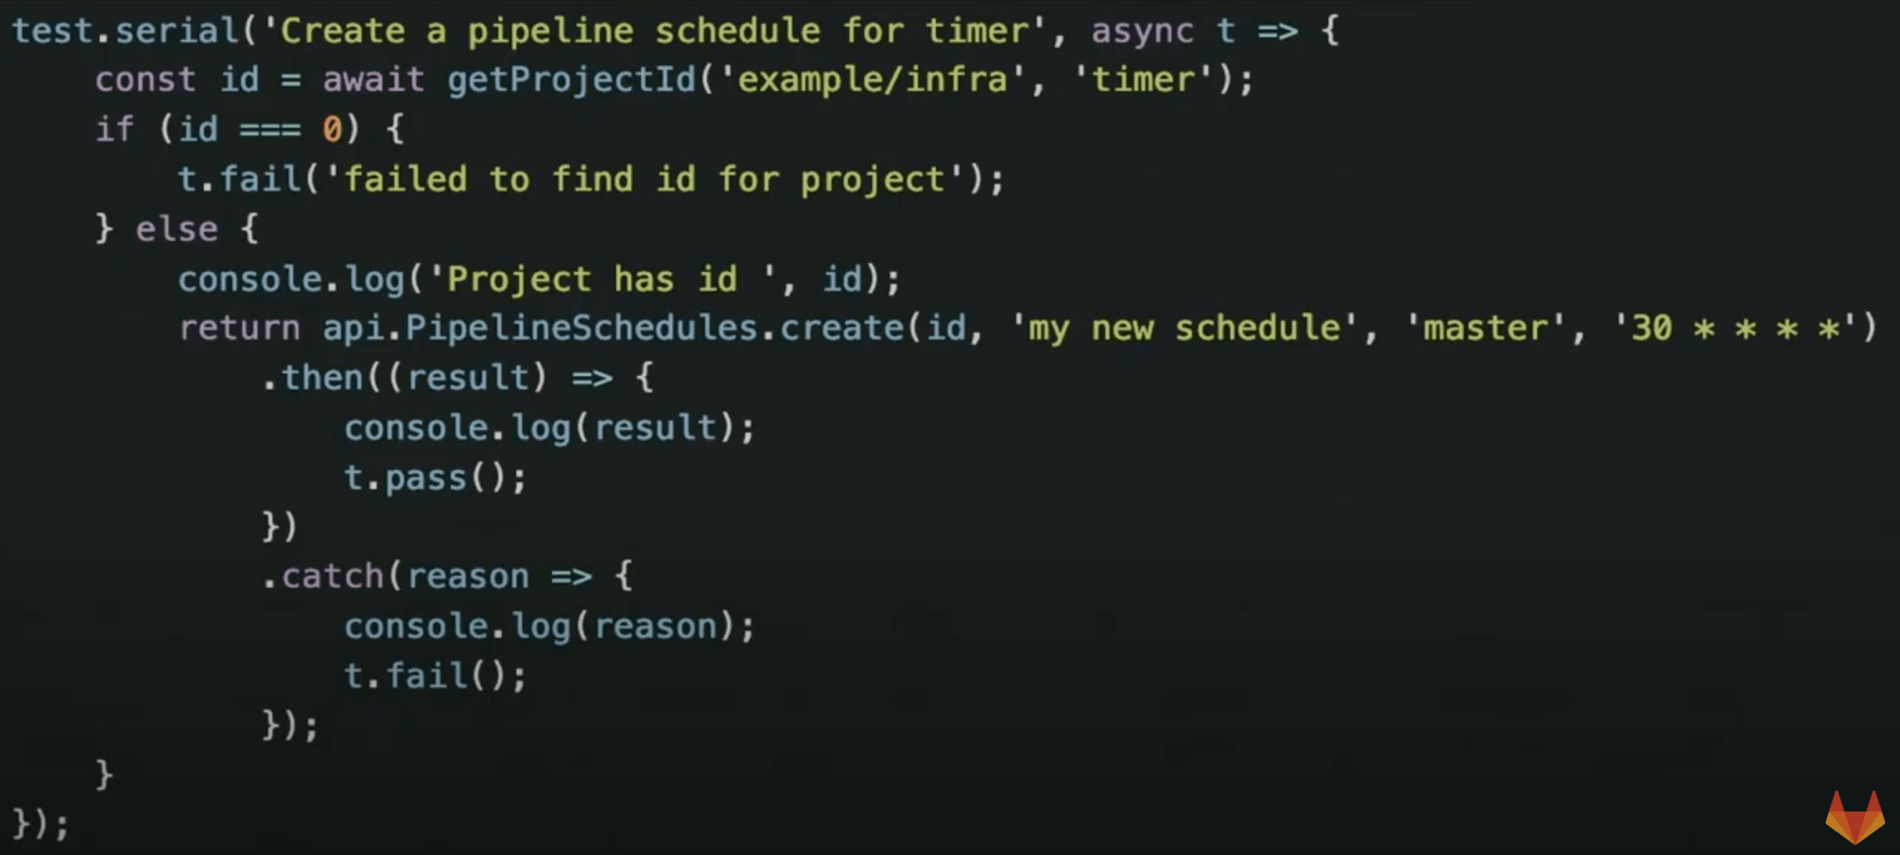 test.serial('Create a pipeline schedule for timer', async t => {
    const id = await getProjectId('example/infra', 'timer');
    if (id === 0) {
        t.fail('failed to find id for project');
    } else {
        console.log('Project has id ', id);
        return api.PipelineSchedules.create(id, 'my new schedule', 'master', '30 * * * *')
            .then((result) => {
                console.log(result);
                t.pass();
            })
            .catch(reason => {
                console.log(reason);
                t.fail();
            });
    }
});